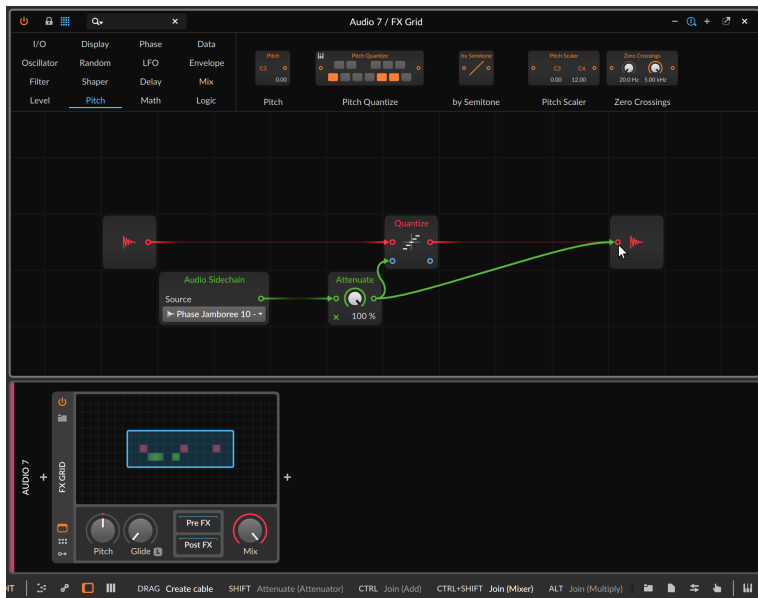 Audio 7 / FX Grid
I/O Display Phase Data
Oscillator Random LFO Envelope
Filter Shaper Delay Mix
Level Pitch Math Logic
Pitch
C3
0.00
Pitch
Pitch Quantize
Pitch Quantize
by Semitone
by Semitone
Pitch Scaler
C3 C4
0.00 12.00
Pitch Scaler
Zero Crossings
20.0 Hz 5.00 kHz
Zero Crossings
Quantize
Audio Sidechain
Source
Phase Jamboree 10 -
Attenuate
100 %
AUDIO 7
FX GRID
Pitch
Glide L
Pre FX
Post FX
Mix
DRAG Create cable SHIFT Attenuate (Attenuator) CTRL Join (Add) CTRL+SHIFT Join (Mixer) ALT Join (Multiply)